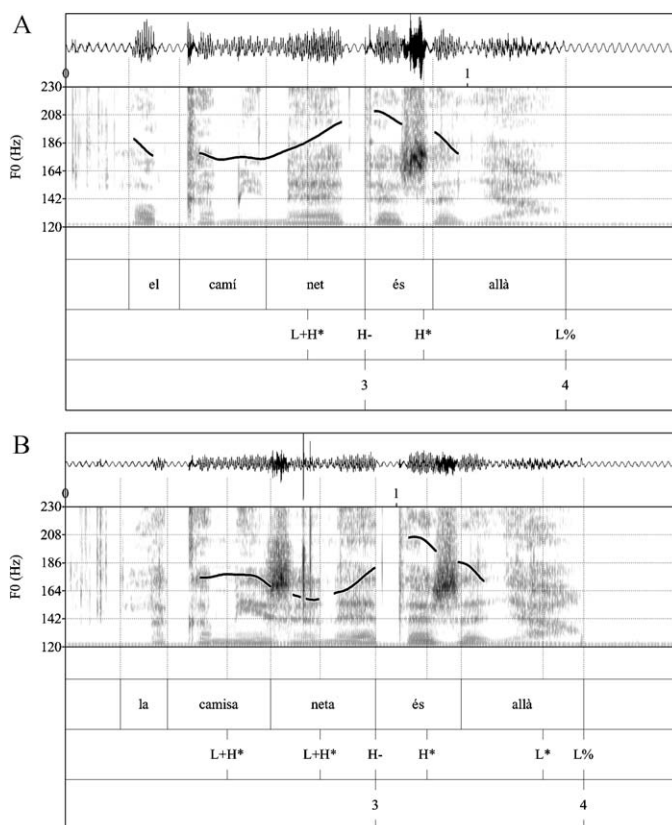 A
0 1
230
208
186
164
142
120
F0 (Hz)
el camí net és allà
L+H* H- H* L%
3 4
B
0 1
230
208
186
164
142
120
F0 (Hz)
la camisa neta és allà
L+H* L+H* H- H* L* L%
3 4